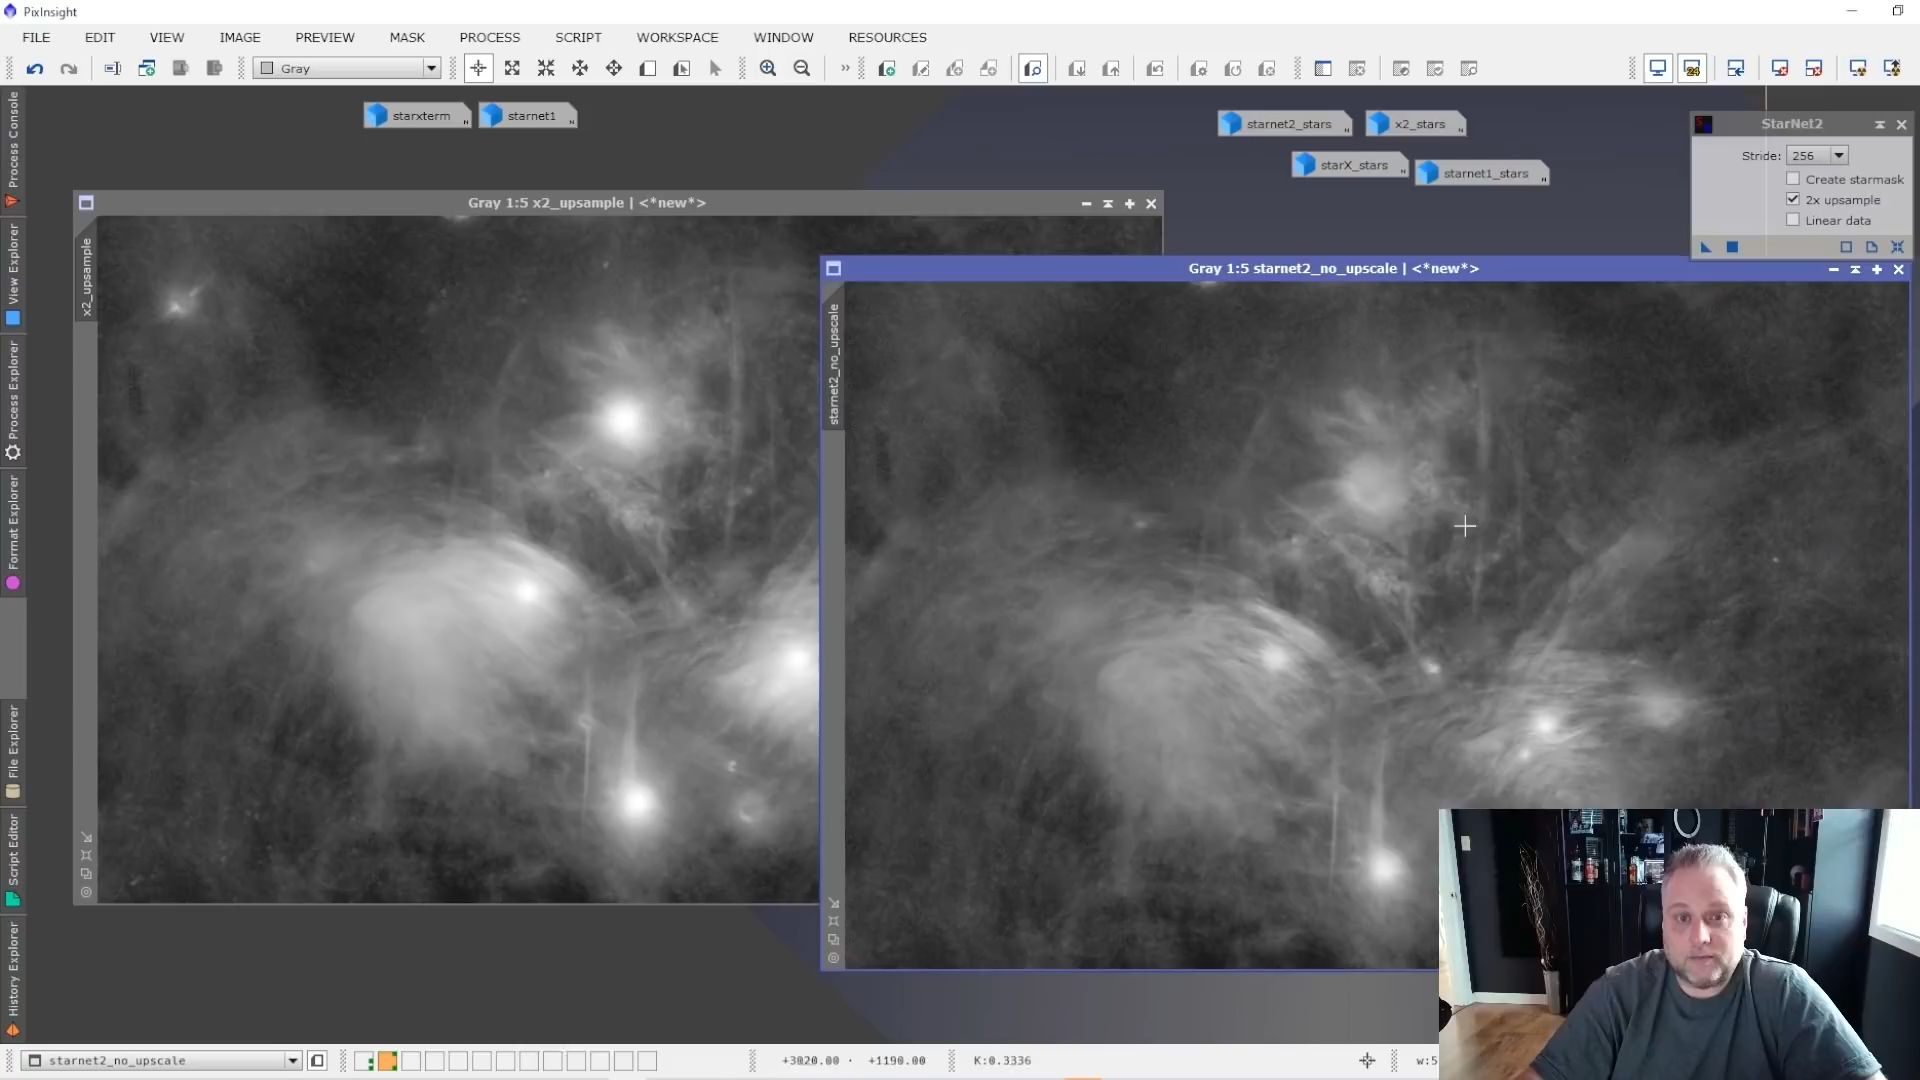 PixInsight
FILE EDIT VIEW IMAGE PREVIEW MASK PROCESS SCRIPT WORKSPACE WINDOW RESOURCES
Gray
24
starxterm
starnet1
starnet2_stars
x2_stars
starX_stars
starnet1_stars
StarNet2
Stride: 256
Create starmask
2x upsample
Linear data
Gray 1:5 x2_upsample | <*new*>
x2_upsample
Gray 1:5 starnet2_no_upscale | <*new*>
starnet2_no_upscale
Process Console
View Explorer
Process Explorer
Format Explorer
File Explorer
Script Editor
History Explorer
starnet2_no_upscale
+3020.00 · +1190.00
K:0.3336
w:5